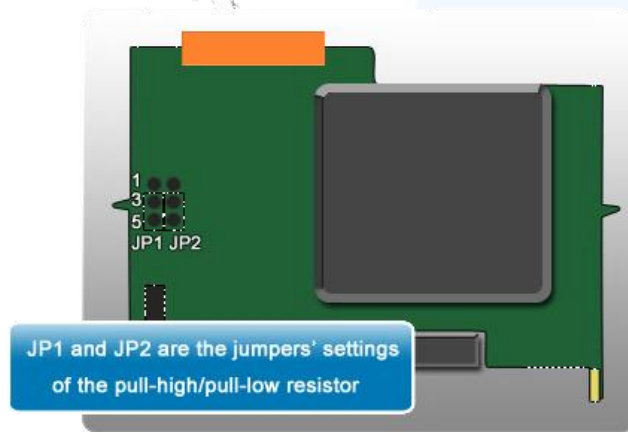 1
3
5
JP1 JP2
JP1 and JP2 are the jumpers’ settings
of the pull-high/pull-low resistor